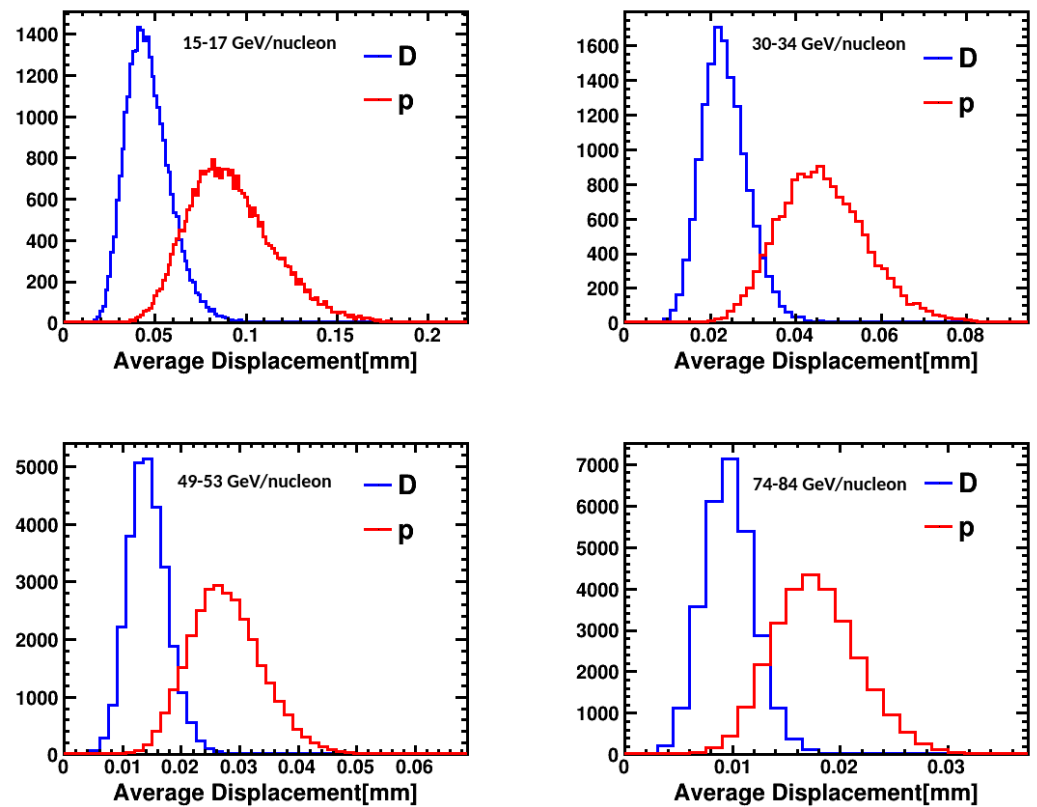 1400
1200
1000
800
600
400
200
0
15-17 GeV/nucleon
D
p
0 0.05 0.1 0.15 0.2
Average Displacement[mm]
1600
1400
1200
1000
800
600
400
200
0
30-34 GeV/nucleon
D
p
0 0.02 0.04 0.06 0.08
Average Displacement[mm]
5000
4000
3000
2000
1000
0
49-53 GeV/nucleon
D
p
0 0.01 0.02 0.03 0.04 0.05 0.06
Average Displacement[mm]
7000
6000
5000
4000
3000
2000
1000
0
74-84 GeV/nucleon
D
p
0 0.01 0.02 0.03
Average Displacement[mm]